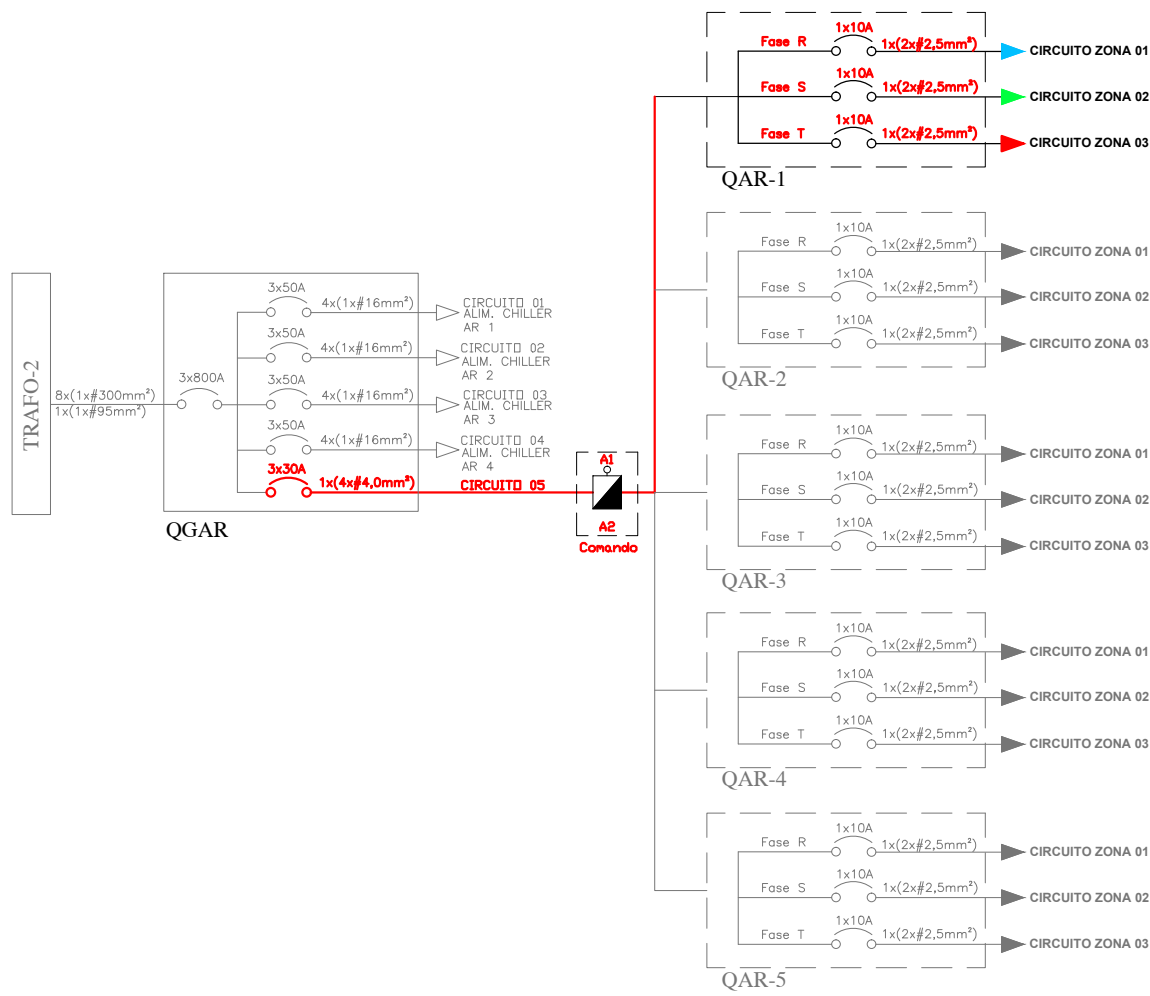 TRAFO-2
8x(1x#300mm²)
1x(1x#95mm²)
3x800A
3x50A
4x(1x#16mm²)
CIRCUITO 01
ALIM. CHILLER
AR 1
3x50A
4x(1x#16mm²)
CIRCUITO 02
ALIM. CHILLER
AR 2
3x50A
4x(1x#16mm²)
CIRCUITO 03
ALIM. CHILLER
AR 3
3x50A
4x(1x#16mm²)
CIRCUITO 04
ALIM. CHILLER
AR 4
3x30A
1x(4x#4,0mm²)
CIRCUITO 05
QGAR
A1
A2
Comando
Fase R
1x10A
1x(2x#2,5mm²)
CIRCUITO ZONA 01
Fase S
1x10A
1x(2x#2,5mm²)
CIRCUITO ZONA 02
Fase T
1x10A
1x(2x#2,5mm²)
CIRCUITO ZONA 03
QAR-1
Fase R
1x10A
1x(2x#2,5mm²)
CIRCUITO ZONA 01
Fase S
1x10A
1x(2x#2,5mm²)
CIRCUITO ZONA 02
Fase T
1x10A
1x(2x#2,5mm²)
CIRCUITO ZONA 03
QAR-2
Fase R
1x10A
1x(2x#2,5mm²)
CIRCUITO ZONA 01
Fase S
1x10A
1x(2x#2,5mm²)
CIRCUITO ZONA 02
Fase T
1x10A
1x(2x#2,5mm²)
CIRCUITO ZONA 03
QAR-3
Fase R
1x10A
1x(2x#2,5mm²)
CIRCUITO ZONA 01
Fase S
1x10A
1x(2x#2,5mm²)
CIRCUITO ZONA 02
Fase T
1x10A
1x(2x#2,5mm²)
CIRCUITO ZONA 03
QAR-4
Fase R
1x10A
1x(2x#2,5mm²)
CIRCUITO ZONA 01
Fase S
1x10A
1x(2x#2,5mm²)
CIRCUITO ZONA 02
Fase T
1x10A
1x(2x#2,5mm²)
CIRCUITO ZONA 03
QAR-5